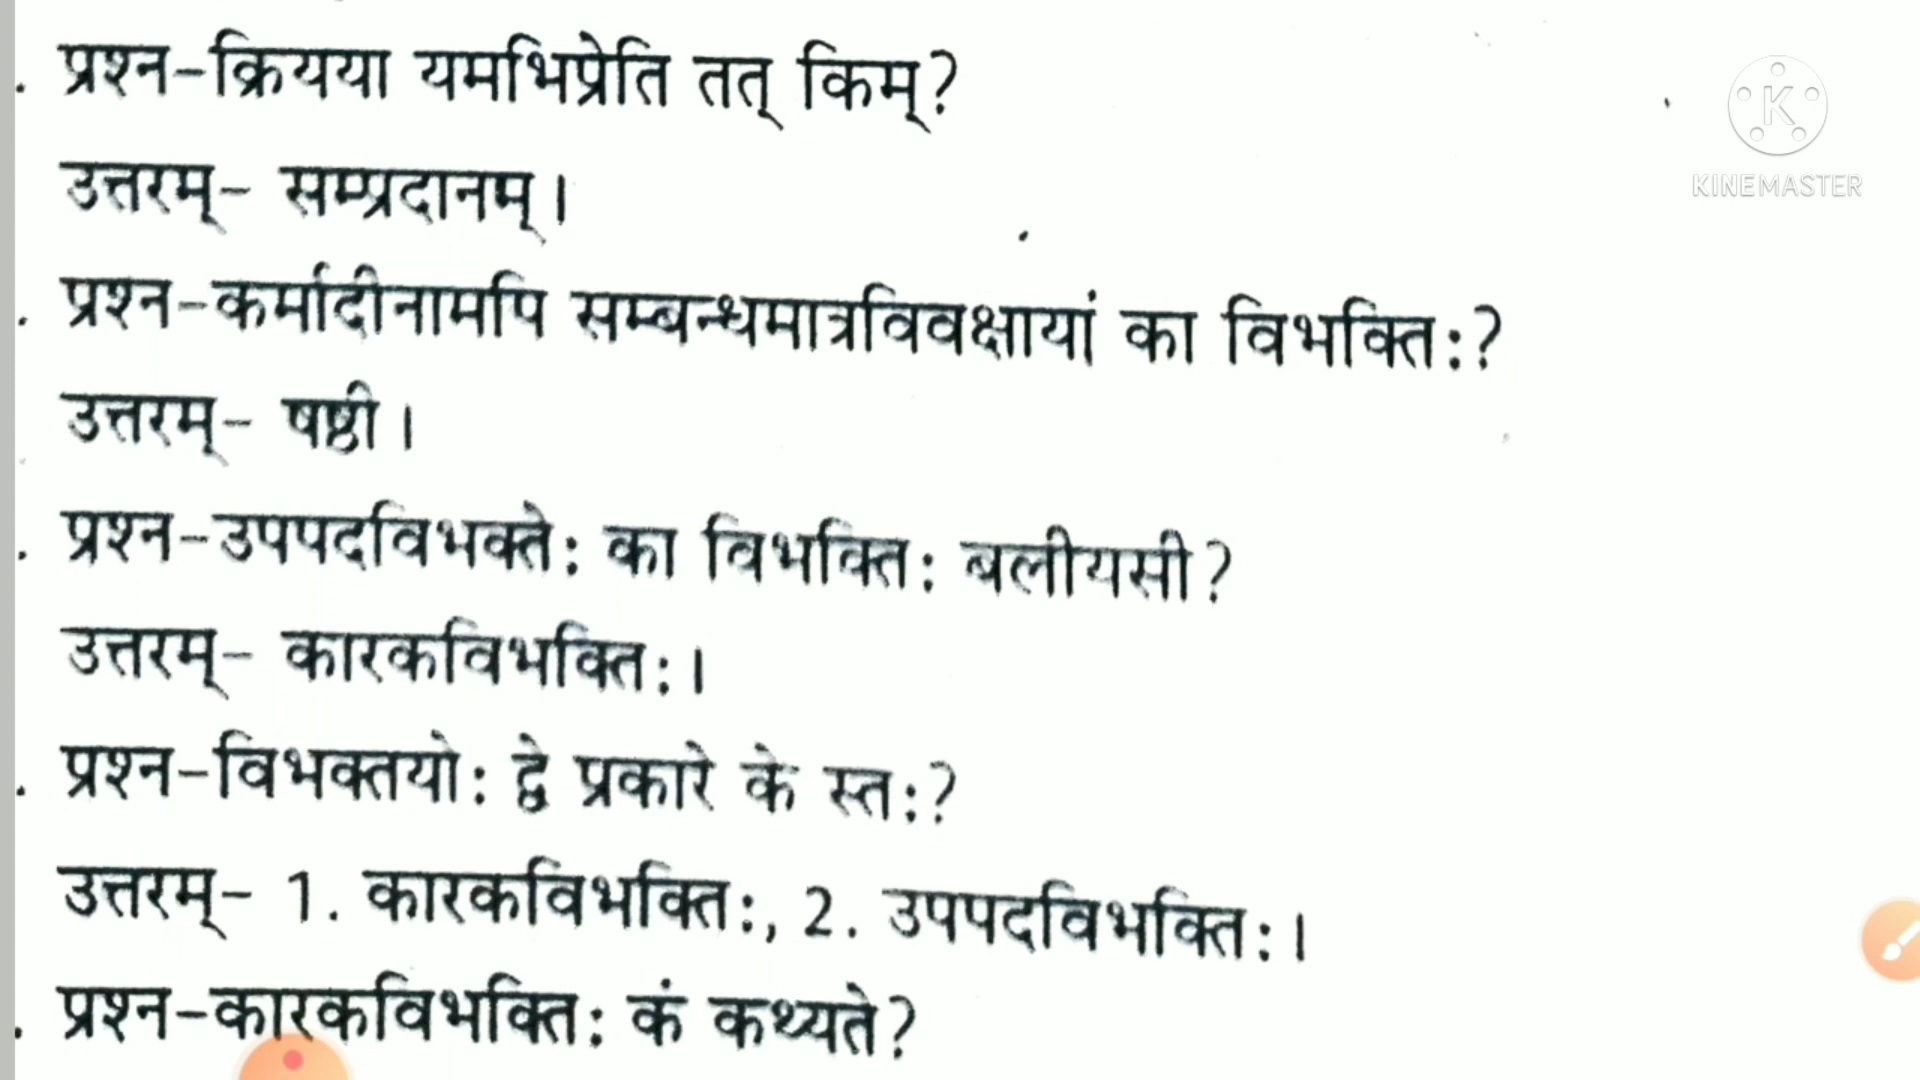 . प्रश्न-क्रियया यमभिप्रेति तत् किम्?
उत्तरम्- सम्प्रदानम्।
. प्रश्न-कर्मादीनामपि सम्बन्धमात्रविवक्षायां का विभक्ति:?
उत्तरम्- षष्ठी।
. प्रश्न-उपपदविभक्ते: का विभक्ति: बलीयसी?
उत्तरम्- कारकविभक्ति:।
. प्रश्न-विभक्तयो: द्वे प्रकारे के स्त:?
उत्तरम्- 1. कारकविभक्ति:, 2. उपपदविभक्ति:।
. प्रश्न-कारकविभक्ति: कं कथ्यते?
K
KINEMASTER